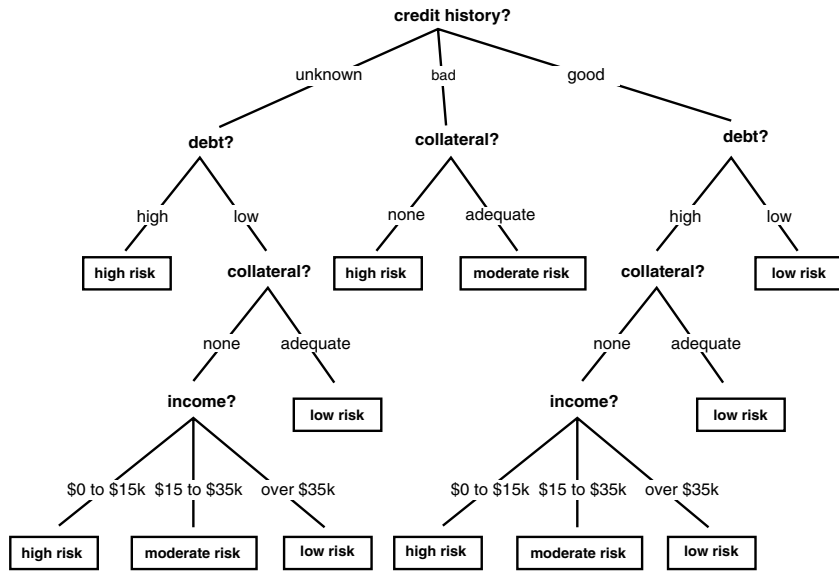 credit history?
unknown bad good
debt? collateral? debt?
high low none adequate high low
high risk collateral? high risk moderate risk collateral? low risk
none adequate none adequate
income? low risk income? low risk
$0 to $15k $15 to $35k over $35k $0 to $15k $15 to $35k over $35k
high risk moderate risk low risk high risk moderate risk low risk